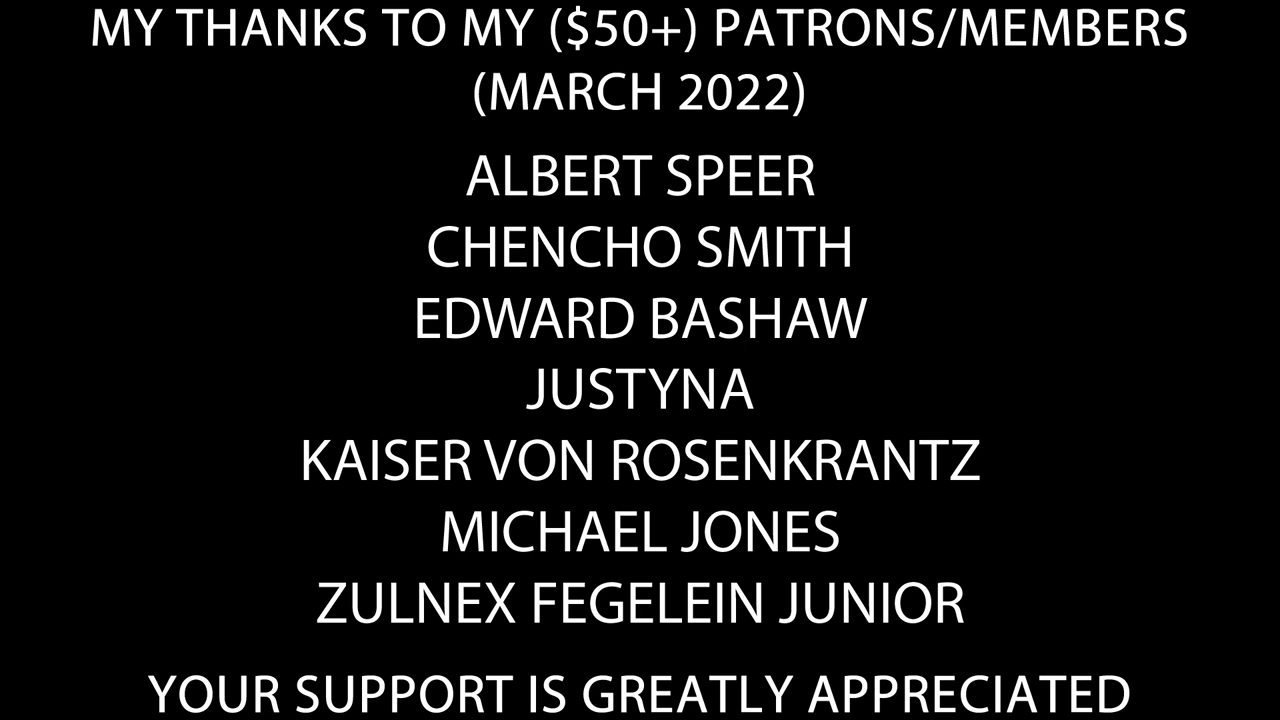 MY THANKS TO MY ($50+) PATRONS/MEMBERS
(MARCH 2022)
ALBERT SPEER
CHENCHO SMITH
EDWARD BASHAW
JUSTYNA
KAISER VON ROSENKRANTZ
MICHAEL JONES
ZULNEX FEGELEIN JUNIOR
YOUR SUPPORT IS GREATLY APPRECIATED